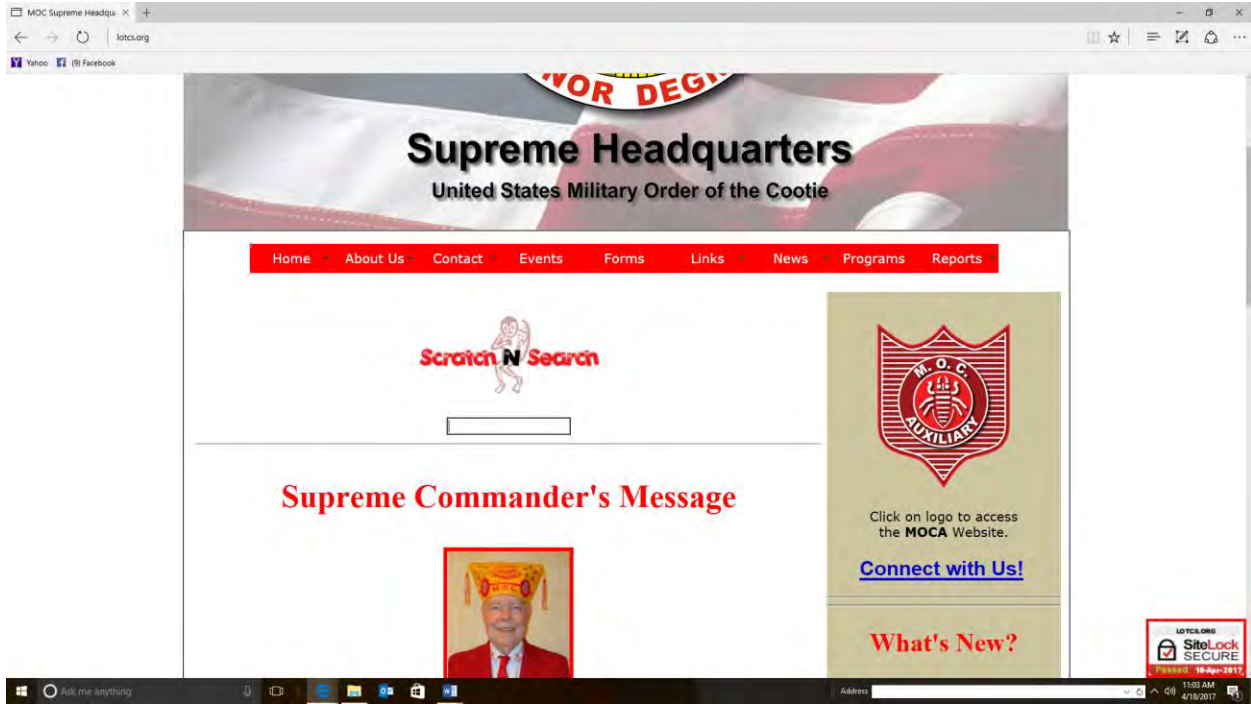 MOC Supreme Headqu
lotcs.org
Yahoo (9) Facebook
NOR DEGR
Supreme Headquarters
United States Military Order of the Cootie
Home About Us Contact Events Forms Links News Programs Reports
Scratch N Search
M. O. C.
AUXILIARY
Supreme Commander's Message
Click on logo to access
the MOCA Website.
Connect with Us!
M.O.C.
What's New?
LOTCS.ORG
SiteLock
SECURE
Passed 18-Apr-2017
Ask me anything
Address
11:03 AM
4/18/2017